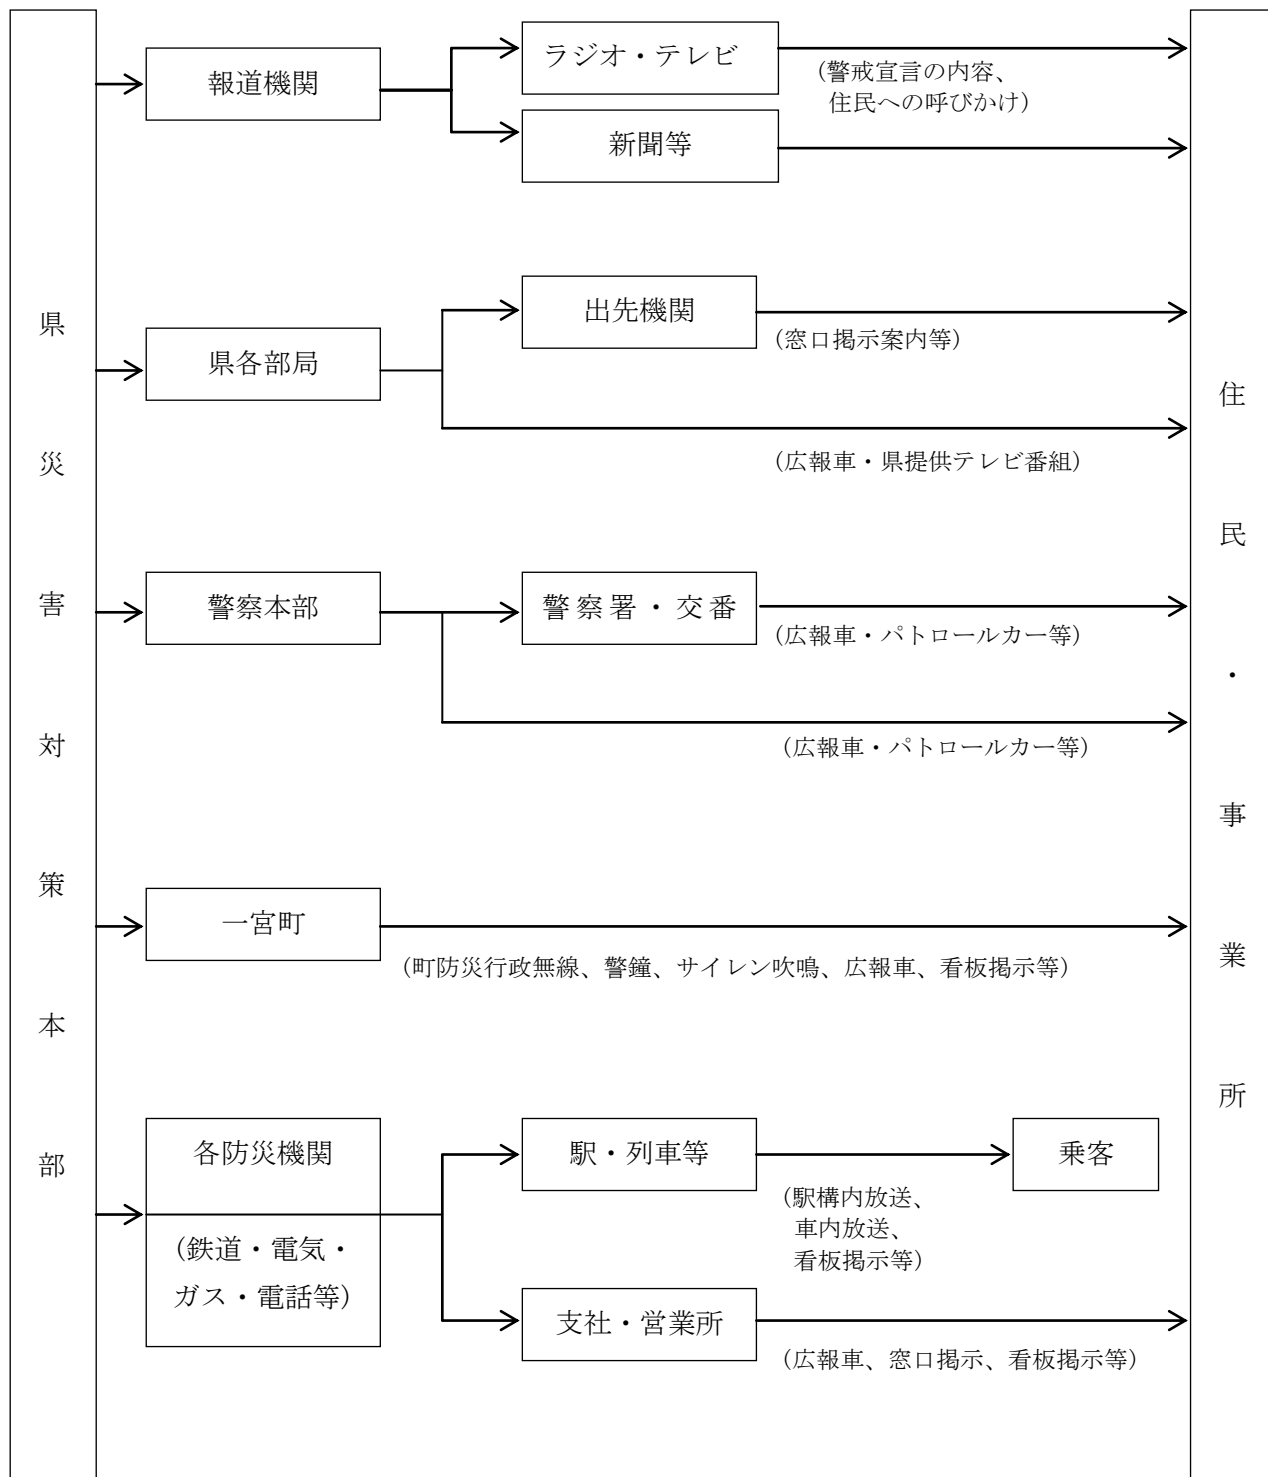 県災害対策本部
報道機関
ラジオ・テレビ
(警戒宣言の内容、
住民への呼びかけ)
新聞等
県各部局
出先機関
(窓口掲示案内等)
(広報車・県提供テレビ番組)
警察本部
警察署・交番
(広報車・パトロールカー等)
(広報車・パトロールカー等)
一宮町
(町防災行政無線、警鐘、サイレン吹鳴、広報車、看板掲示等)
各防災機関
(鉄道・電気・
ガス・電話等)
駅・列車等
(駅構内放送、
車内放送、
看板掲示等)
乗客
支社・営業所
(広報車、窓口掲示、看板掲示等)
住民・事業所